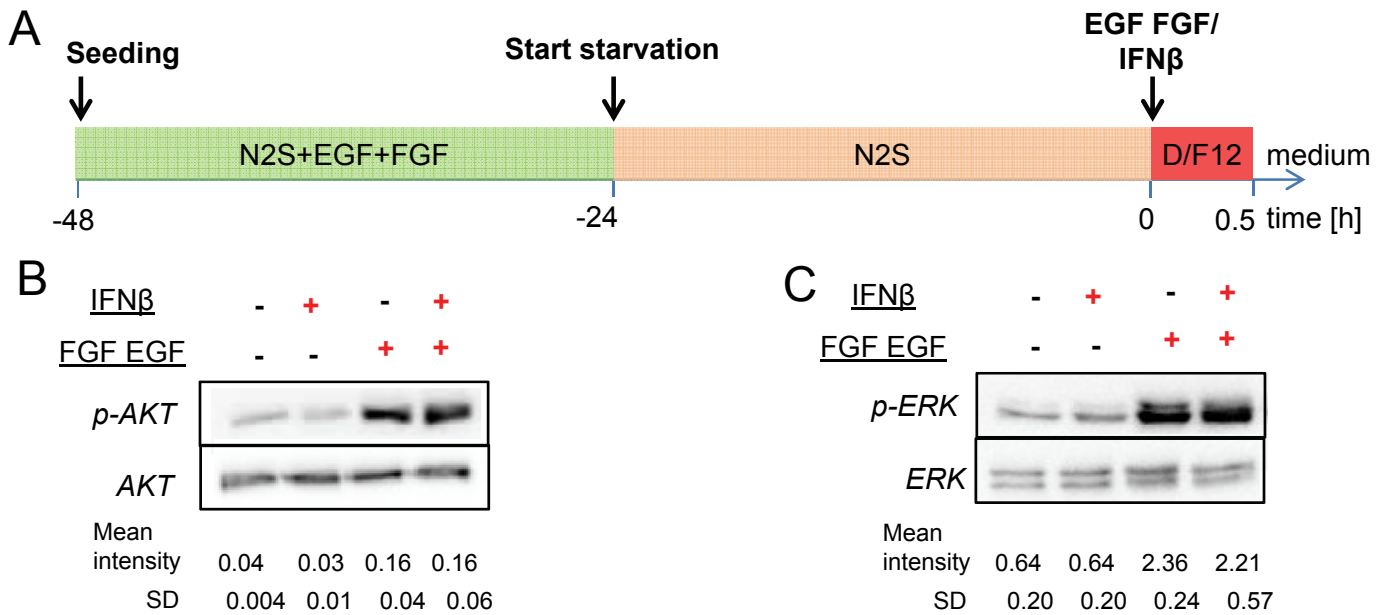 A
Seeding
Start starvation
EGF FGF/
IFNβ
N2S+EGF+FGF
N2S
D/F12
medium
-48
-24
0
0.5
time [h]
B
IFNβ - + - +
FGF EGF - - + +
p-AKT
AKT
Mean
intensity 0.04 0.03 0.16 0.16
SD 0.004 0.01 0.04 0.06
C
IFNβ - + - +
FGF EGF - - + +
p-ERK
ERK
Mean
intensity 0.64 0.64 2.36 2.21
SD 0.20 0.20 0.24 0.57